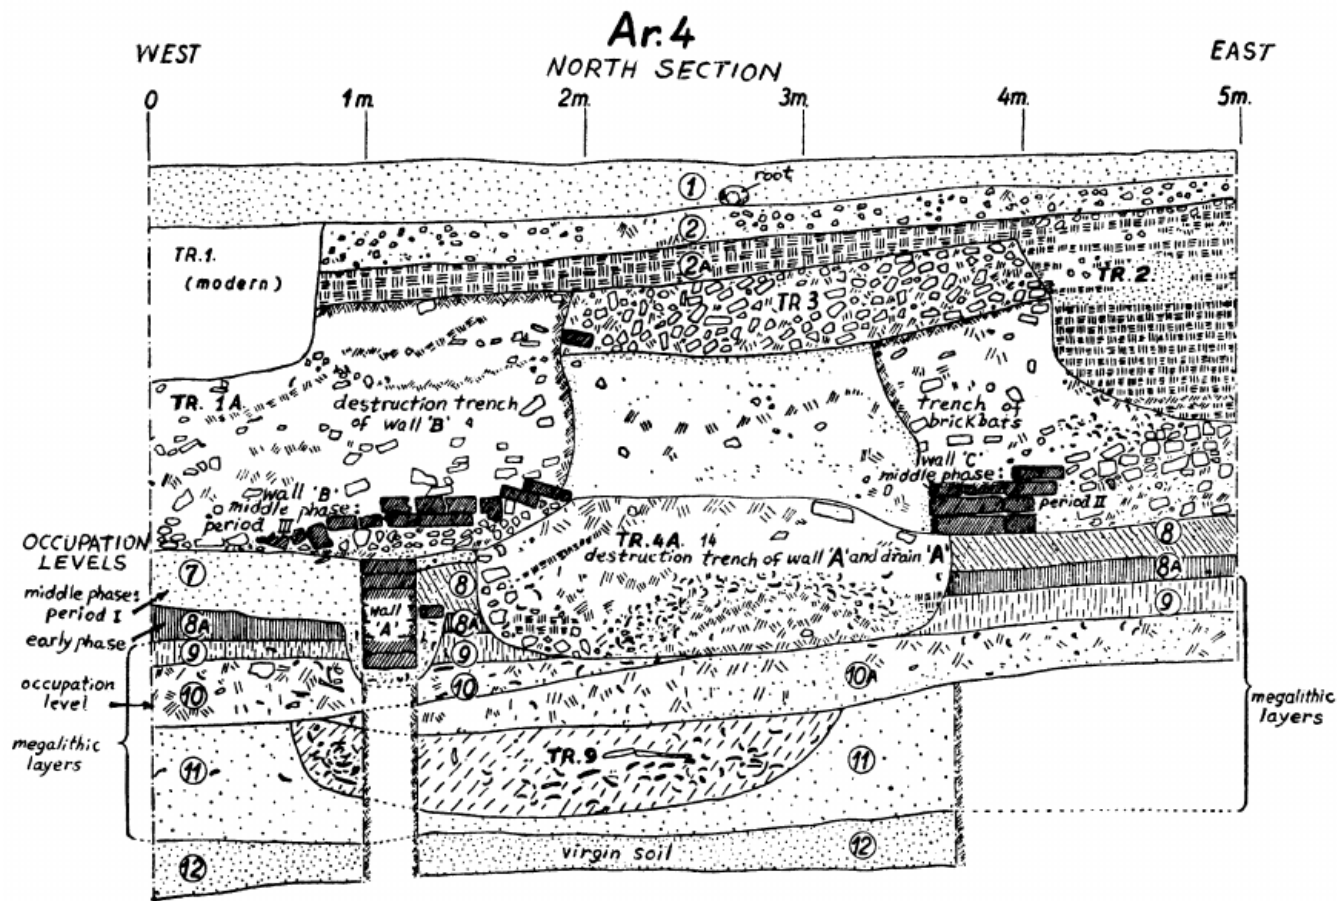 Ar. 4
WEST
NORTH SECTION
EAST
0
1m.
2m.
3m.
4m.
5m.
root
1
2
2A
TR.1.
(modern)
TR 3
TR 2
TR. 1A
destruction trench
of wall 'B'
trench of
brickbats
wall 'C'
middle phase:
period II
wall 'B'
middle phase:
period III
OCCUPATION
LEVELS
TR.4A. 14
destruction trench of wall 'A' and drain 'A'
8
8A
9
7
middle phase:
period I
8A
early phase
9
wall
'A'
8
8A
9
10
occupation
level
10
10A
megalithic
layers
megalithic
layers
11
TR.9
11
12
virgin soil
12